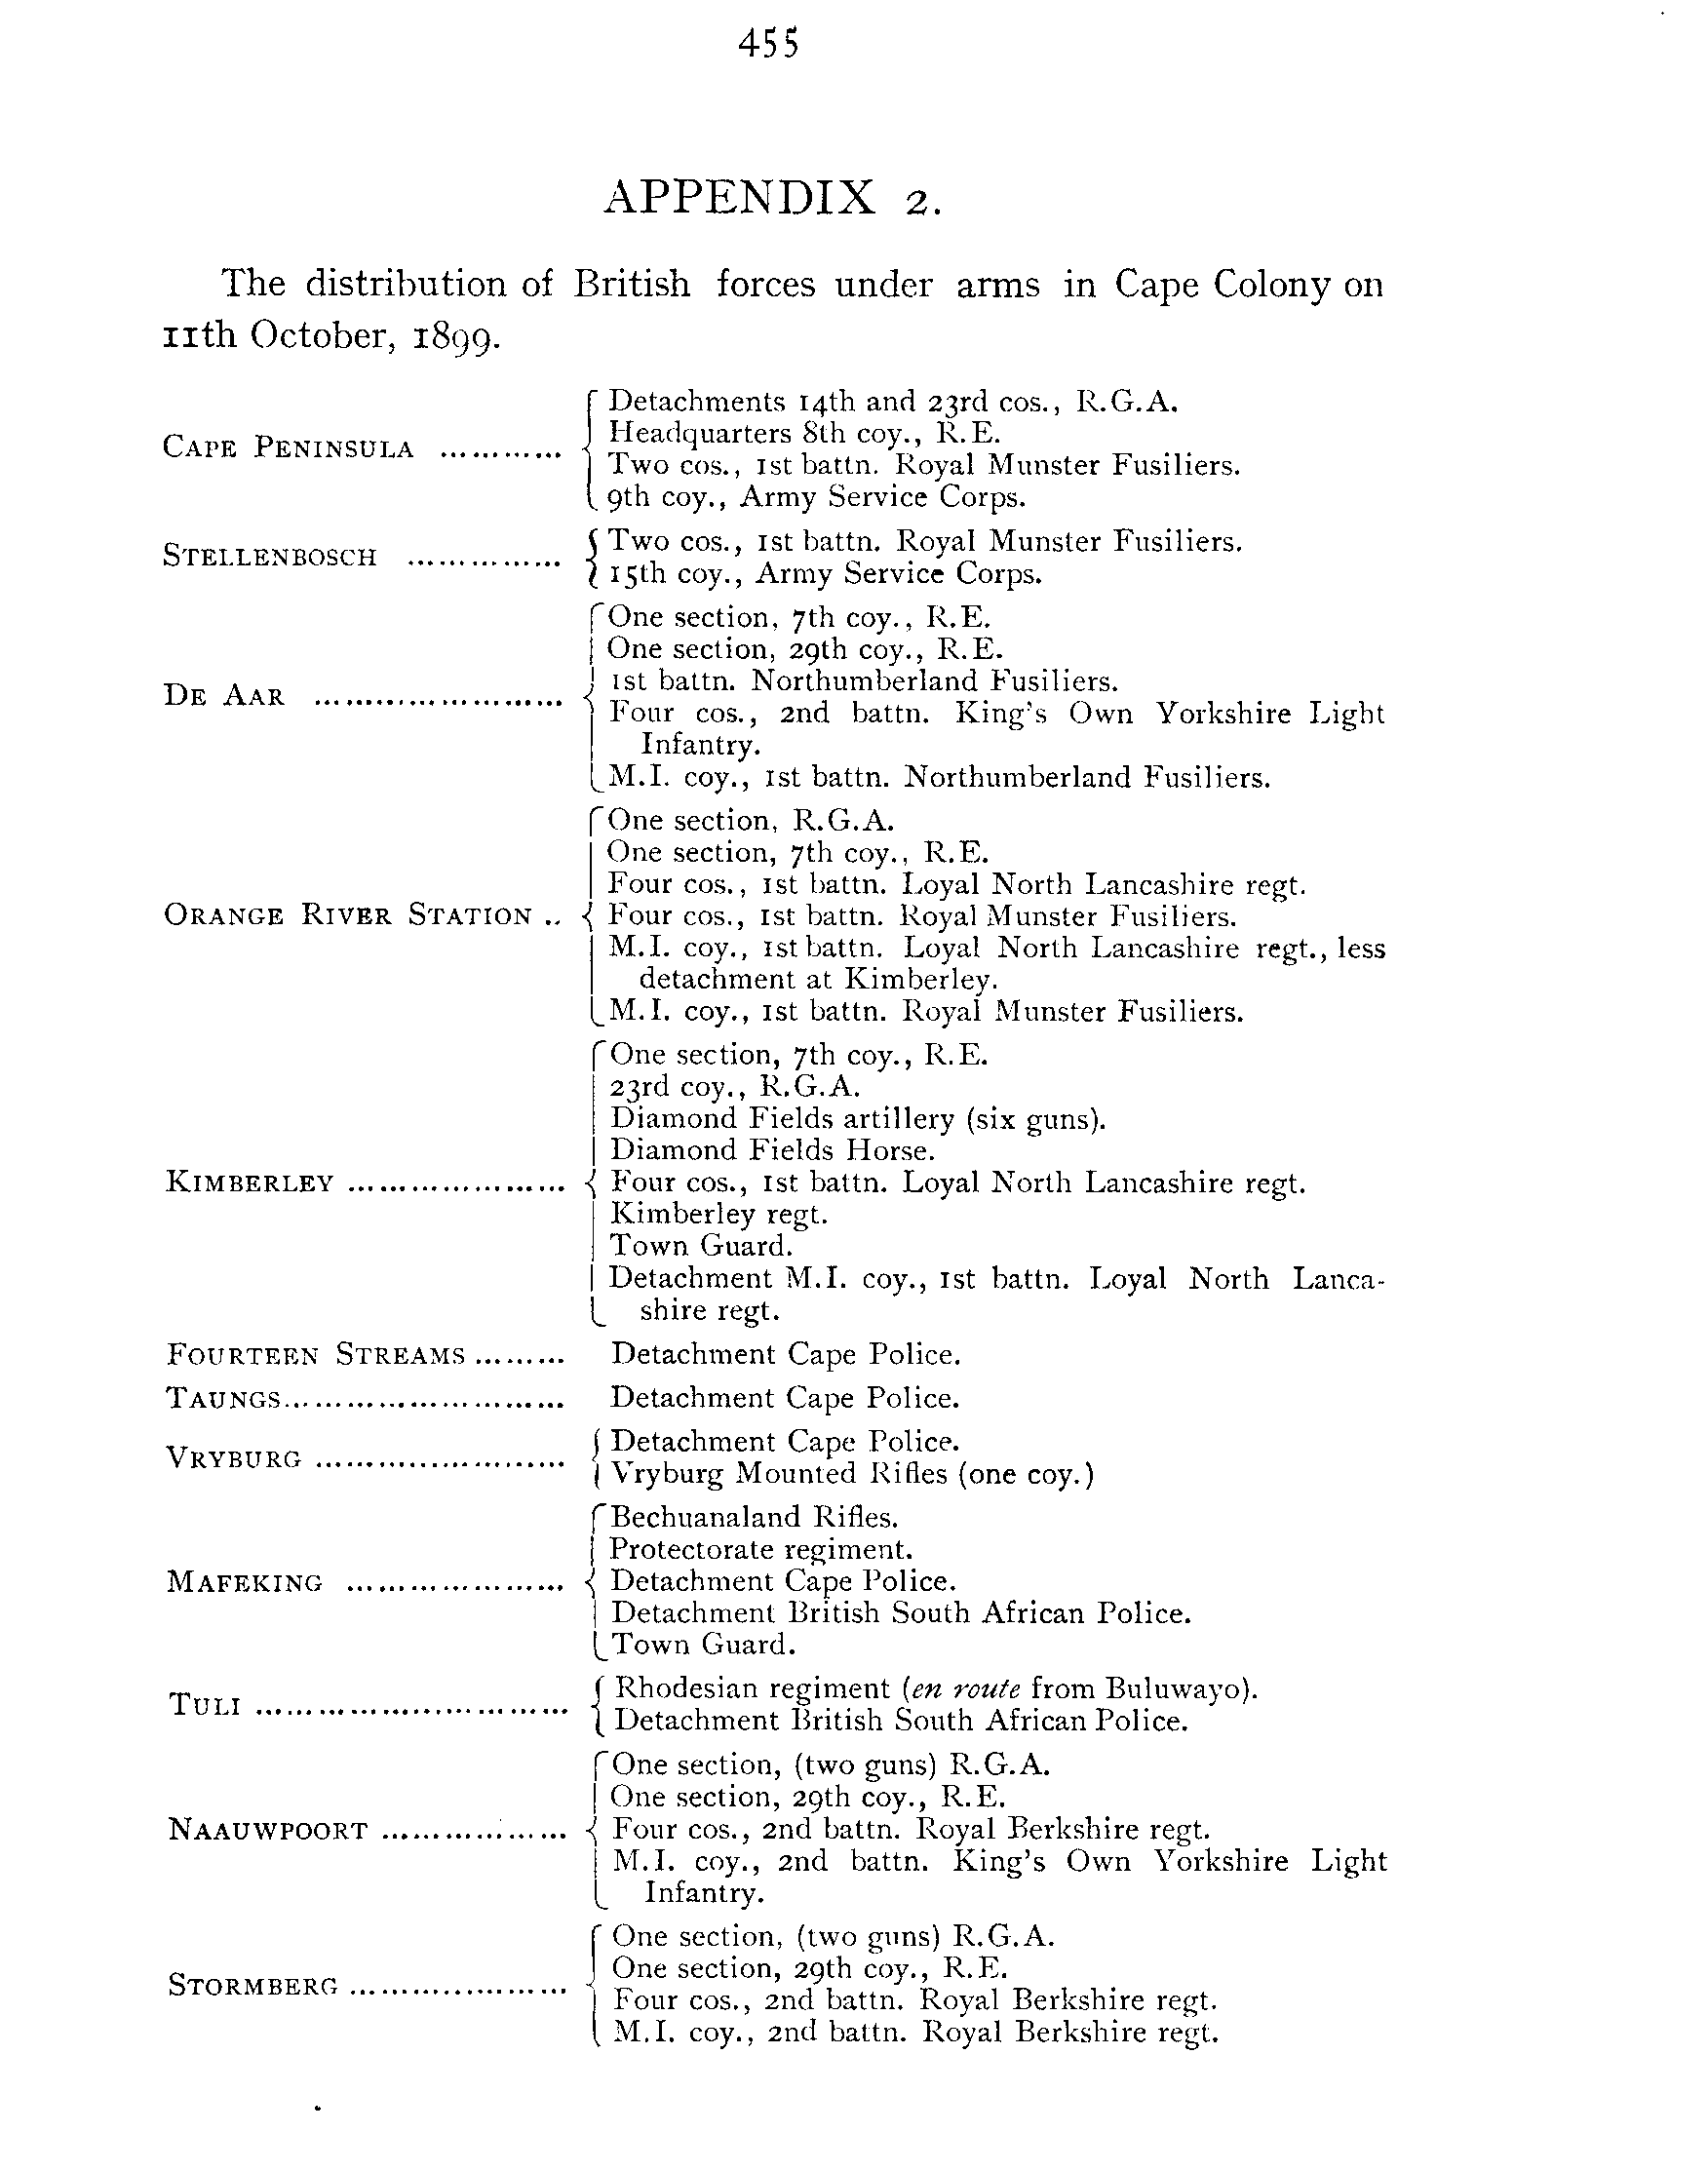 455
APPENDIX 2.
The distribution of British forces under arms in Cape Colony on
11th October, 1899.
Detachments 14th and 23rd cos., R.G.A.
Headquarters 8th coy., R.E.
CAPE PENINSULA ............
Two cos., 1st battn. Royal Munster Fusiliers.
9th coy., Army Service Corps.
Two cos., 1st battn. Royal Munster Fusiliers.
STELLENBOSCH ...............
15th coy., Army Service Corps.
One section, 7th coy., R.E.
One section, 29th coy., R.E.
1st battn. Northumberland Fusiliers.
DE AAR ........................
Four cos., 2nd battn. King's Own Yorkshire Light
Infantry.
M.I. coy., 1st battn. Northumberland Fusiliers.
One section, R.G.A.
One section, 7th coy., R.E.
Four cos., 1st battn. Loyal North Lancashire regt.
ORANGE RIVER STATION .. Four cos., 1st battn. Royal Munster Fusiliers.
M.I. coy., 1st battn. Loyal North Lancashire regt., less
detachment at Kimberley.
M.I. coy., 1st battn. Royal Munster Fusiliers.
One section, 7th coy., R.E.
23rd coy., R.G.A.
Diamond Fields artillery (six guns).
Diamond Fields Horse.
KIMBERLEY ..................... Four cos., 1st battn. Loyal North Lancashire regt.
Kimberley regt.
Town Guard.
Detachment M.I. coy., 1st battn. Loyal North Lanca-
shire regt.
FOURTEEN STREAMS ......... Detachment Cape Police.
TAUNGS........................... Detachment Cape Police.
Detachment Cape Police.
VRYBURG ........................
Vryburg Mounted Rifles (one coy.)
Bechuanaland Rifles.
Protectorate regiment.
MAFEKING ..................... Detachment Cape Police.
Detachment British South African Police.
Town Guard.
Rhodesian regiment (en route from Buluwayo).
TULI ..............................
Detachment British South African Police.
One section, (two guns) R.G.A.
One section, 29th coy., R.E.
NAAUWPOORT .................. Four cos., 2nd battn. Royal Berkshire regt.
M.I. coy., 2nd battn. King's Own Yorkshire Light
Infantry.
One section, (two guns) R.G.A.
One section, 29th coy., R.E.
STORMBERG .....................
Four cos., 2nd battn. Royal Berkshire regt.
M.I. coy., 2nd battn. Royal Berkshire regt.